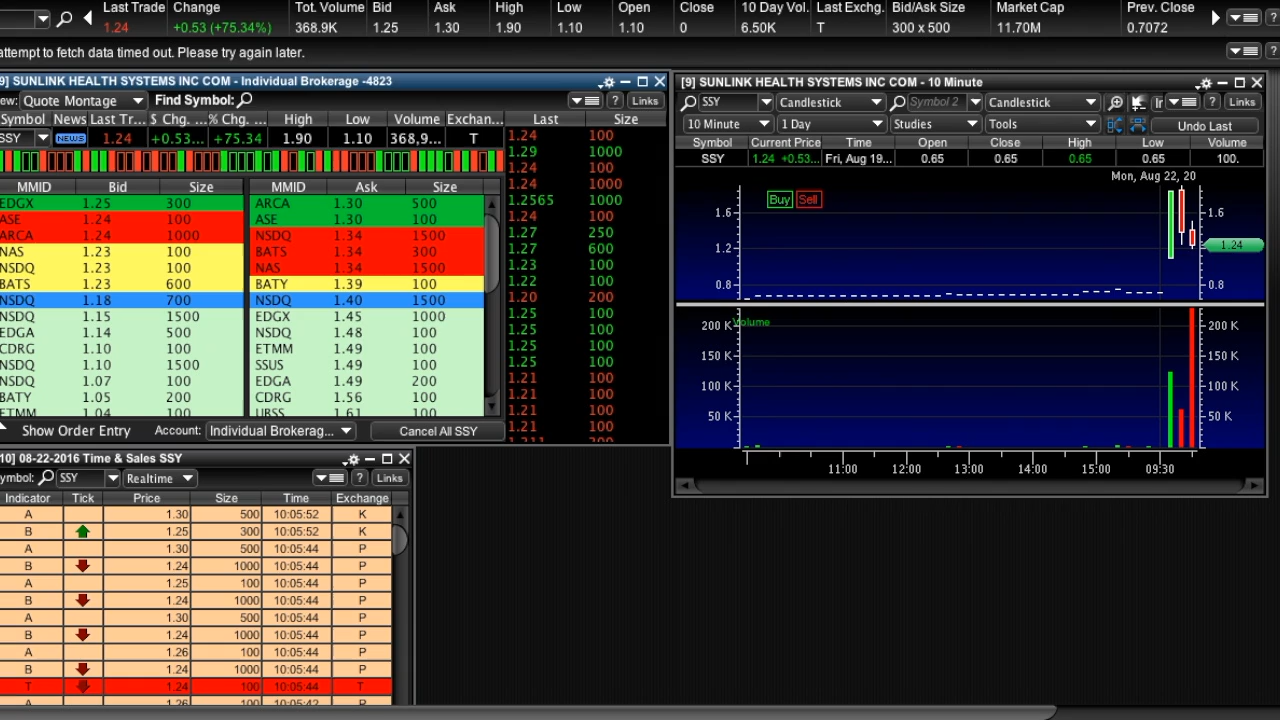 Last Trade Change Tot. Volume Bid Ask High Low Open Close 10 Day Vol. Last Exchg. Bid/Ask Size Market Cap Prev. Close
1.24 +0.53 (+75.34%) 368.9K 1.25 1.30 1.90 1.10 1.10 0 6.50K T 300 x 500 11.70M 0.7072
attempt to fetch data timed out. Please try again later.
9] SUNLINK HEALTH SYSTEMS INC COM - Individual Brokerage -4823
ew: Quote Montage Find Symbol: ? Links
Symbol News Last Tr... $ Chg. ... % Chg. ... High Low Volume Exchan...
SSY NEWS 1.24 +0.53... +75.34 1.90 1.10 368,9... T
MMID Bid Size MMID Ask Size
EDGX 1.25 300 ARCA 1.30 500
ASE 1.24 100 ASE 1.30 100
ARCA 1.24 1000 NSDQ 1.34 1500
NAS 1.23 100 BATS 1.34 300
NSDQ 1.23 100 NAS 1.34 1500
BATS 1.23 600 BATY 1.39 100
NSDQ 1.18 700 NSDQ 1.40 1500
NSDQ 1.15 1500 EDGX 1.45 1000
EDGA 1.14 500 NSDQ 1.48 100
CDRG 1.10 100 ETMM 1.49 100
NSDQ 1.10 1500 SSUS 1.49 100
NSDQ 1.07 100 EDGA 1.49 200
BATY 1.05 200 CDRG 1.56 100
ETMM 1.04 100 UBSS 1.61 100
Last Size
1.24 100
1.29 1000
1.24 100
1.24 1000
1.2565 1000
1.24 100
1.27 250
1.27 600
1.23 100
1.22 100
1.20 200
1.25 100
1.25 100
1.25 100
1.25 100
1.21 100
1.21 100
1.21 100
1.21 100
1.211 200
Show Order Entry Account: Individual Brokerag... Cancel All SSY
[9] SUNLINK HEALTH SYSTEMS INC COM - 10 Minute
SSY Candlestick Symbol 2 Candlestick Ir ? Links
10 Minute 1 Day Studies Tools Undo Last
Symbol Current Price Time Open Close High Low Volume
SSY 1.24 +0.53... Fri, Aug 19... 0.65 0.65 0.65 0.65 100.
Mon, Aug 22, 20
Buy Sell
1.6 1.6
1.2 1.24
0.8 0.8
Volume
200 K 200 K
150 K 150 K
100 K 100 K
50 K 50 K
11:00 12:00 13:00 14:00 15:00 09:30
10] 08-22-2016 Time & Sales SSY
ymbol: SSY Realtime ? Links
Indicator Tick Price Size Time Exchange
A 1.30 500 10:05:52 K
B 1.25 300 10:05:52 K
A 1.30 500 10:05:44 P
B 1.24 1000 10:05:44 P
A 1.25 100 10:05:44 P
B 1.24 1000 10:05:44 P
A 1.30 500 10:05:44 P
B 1.24 1000 10:05:44 P
A 1.26 100 10:05:44 P
B 1.24 1000 10:05:44 P
T 1.24 100 10:05:44 T
A 1.26 100 10:05:42 P